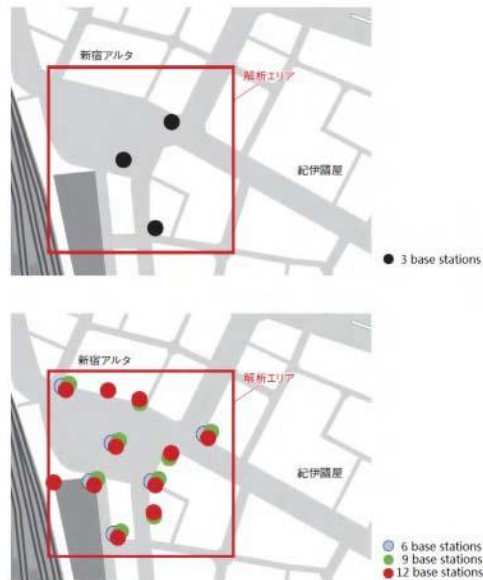 新宿アルタ
解析エリア
紀伊國屋
3 base stations
新宿アルタ
解析エリア
紀伊國屋
6 base stations
9 base stations
12 base stations